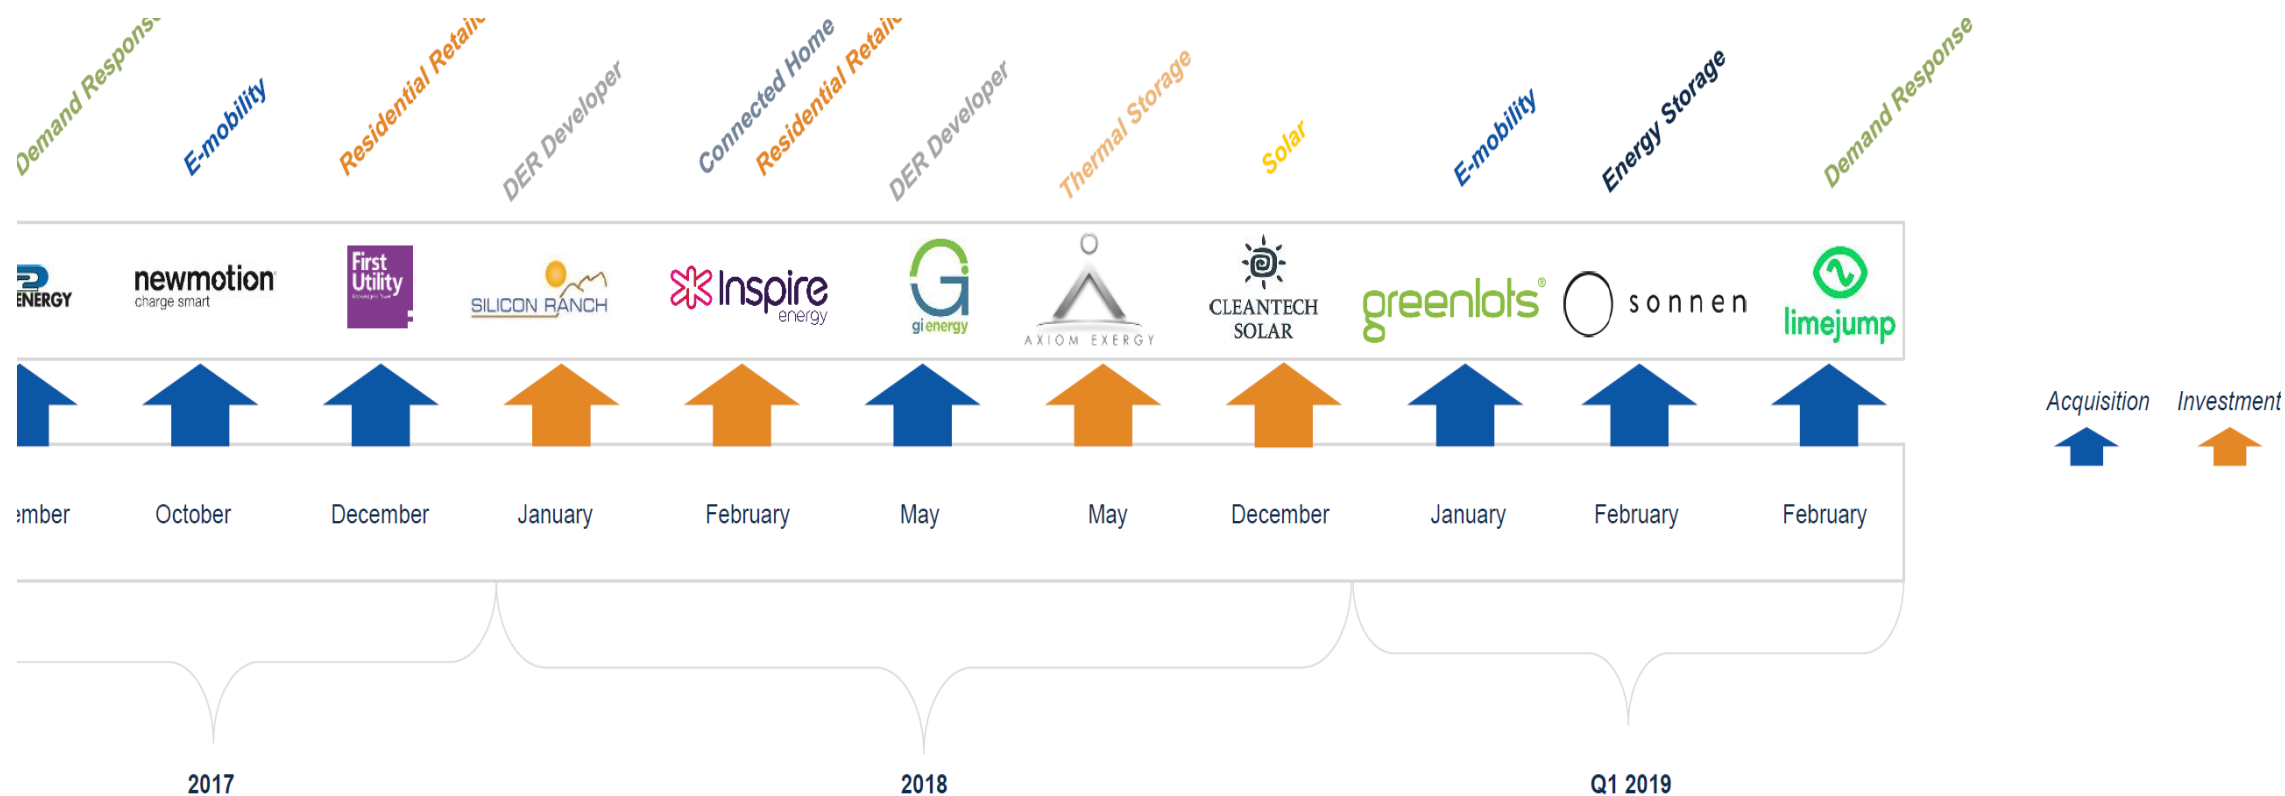 Demand Response
E-mobility
Residential Retail
DER Developer
Connected Home
Residential Retail
DER Developer
Thermal Storage
Solar
E-mobility
Energy Storage
Demand Response
ENERGY
newmotion
charge smart
First
Utility
SILICON RANCH
Inspire
energy
gi energy
AXIOM EXERGY
CLEANTECH
SOLAR
greenlots®
sonnen
limejump
Acquisition Investment
ember October December January February May May December January February February
2017 2018 Q1 2019